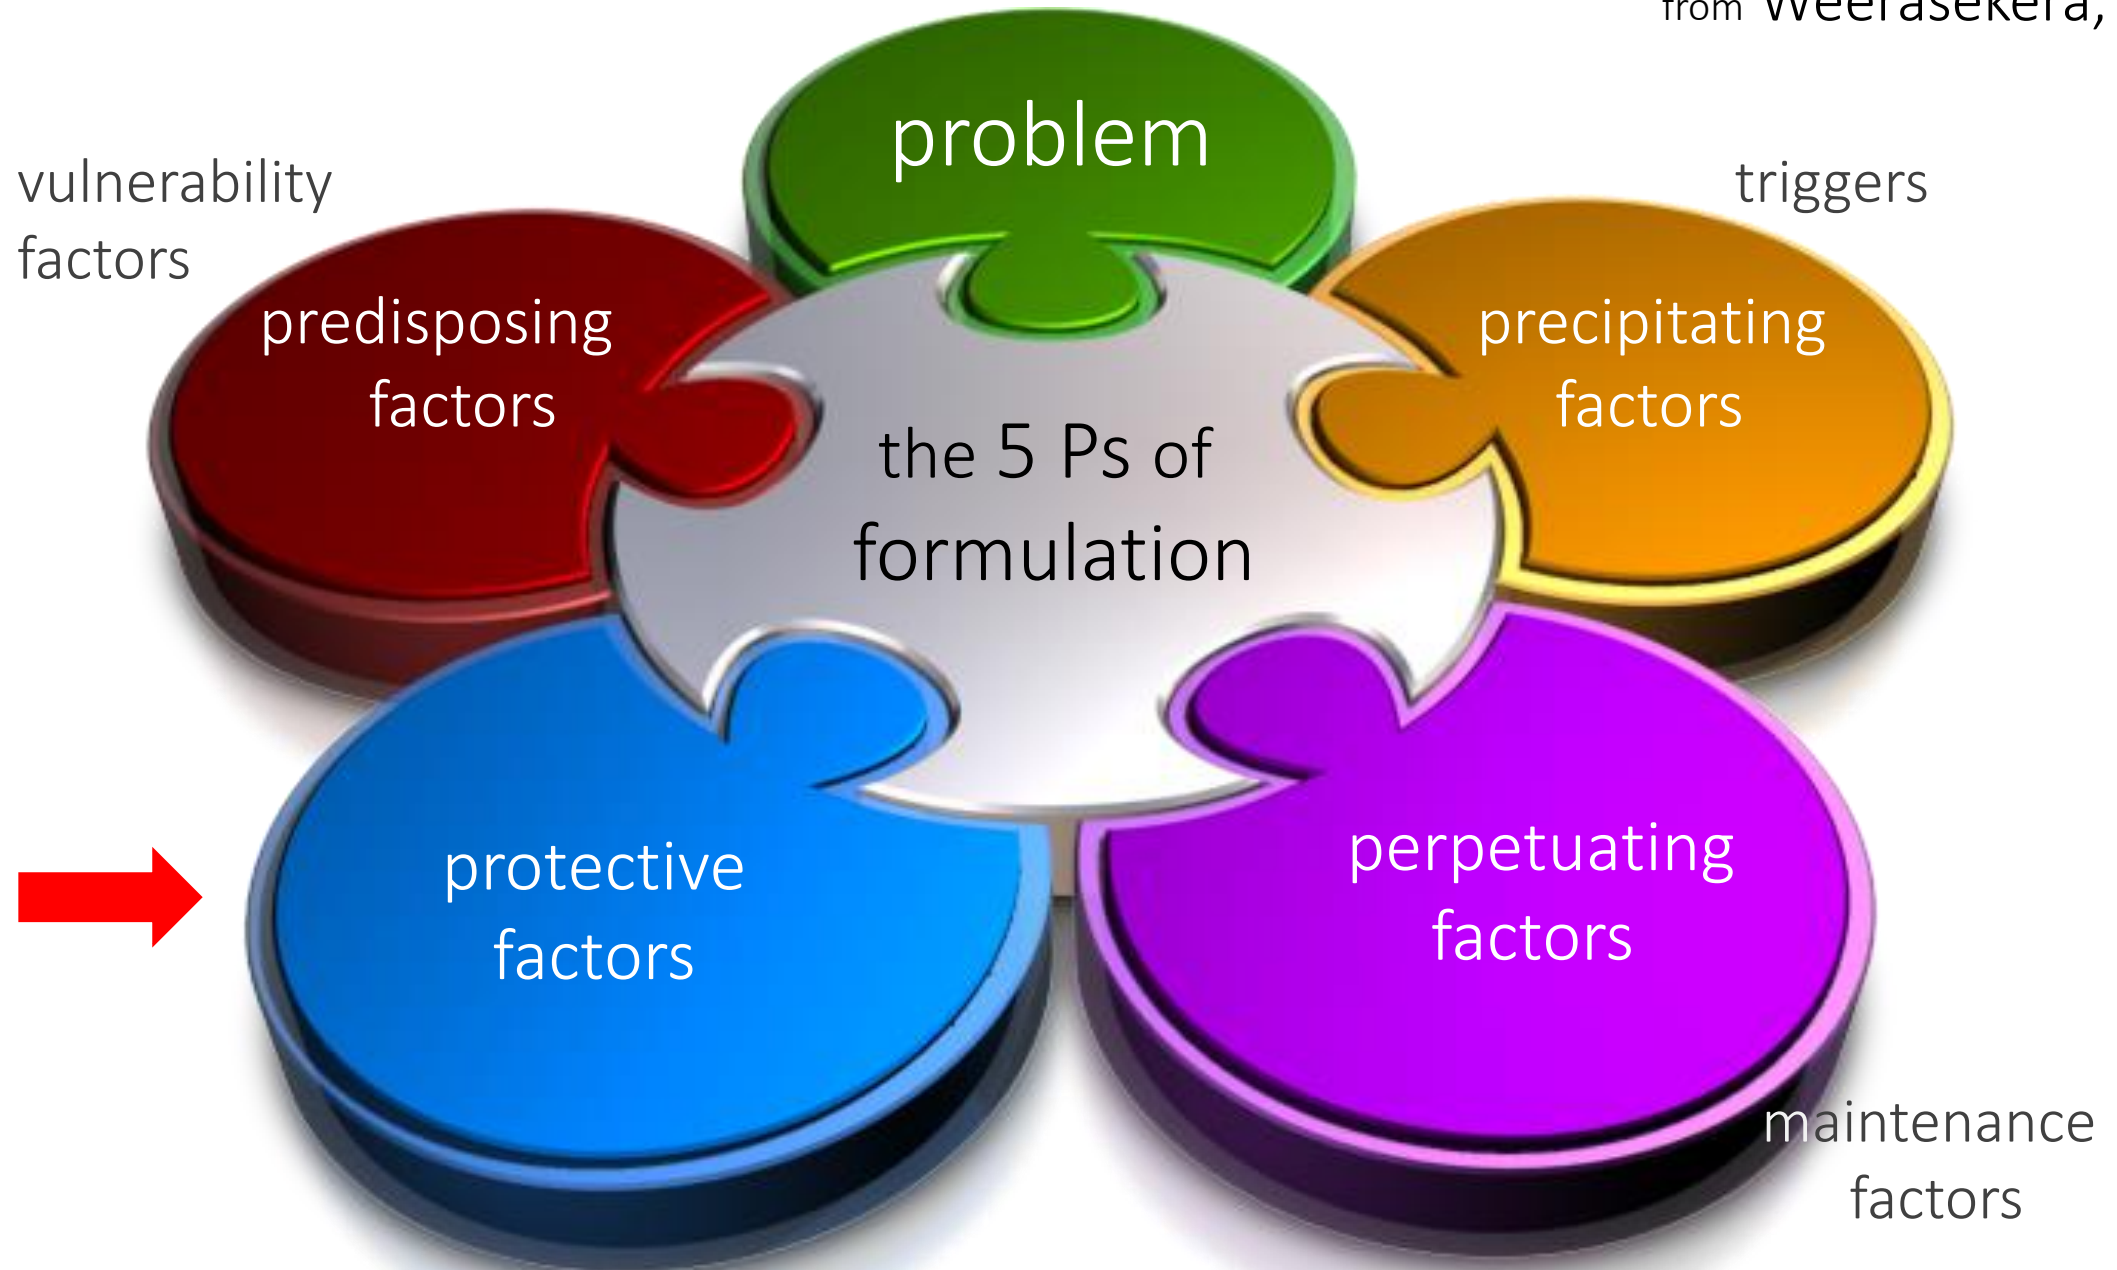 from Weerasekera,
problem
vulnerability
factors
triggers
predisposing
factors
precipitating
factors
the 5 Ps of
formulation
protective
factors
perpetuating
factors
maintenance
factors